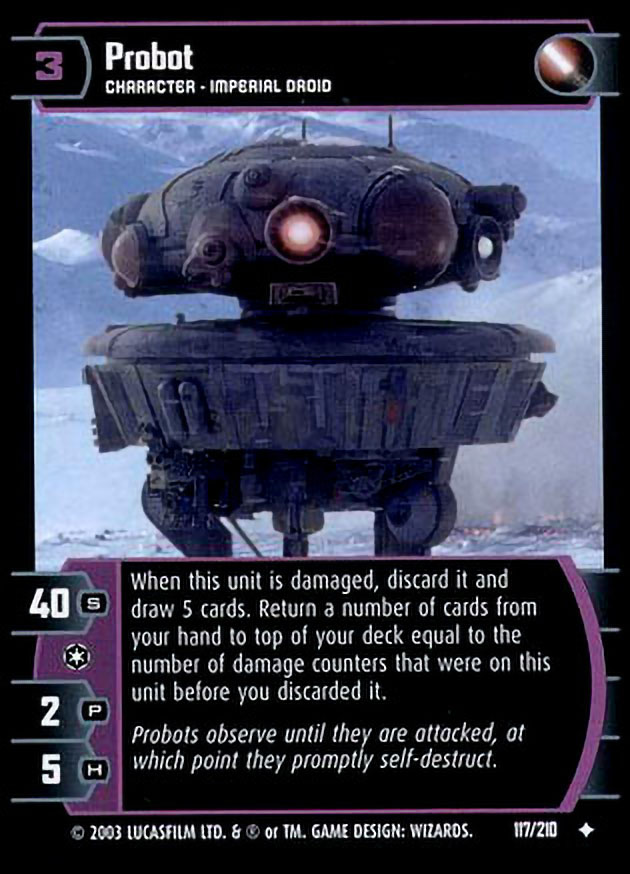 3
Probot
CHARACTER - IMPERIAL DROID
40 S
2 P
5 H
When this unit is damaged, discard it and
draw 5 cards. Return a number of cards from
your hand to top of your deck equal to the
number of damage counters that were on this
unit before you discarded it.
Probots observe until they are attacked, at
which point they promptly self-destruct.
© 2003 LUCASFILM LTD. & ® or TM. GAME DESIGN: WIZARDS. 117/210